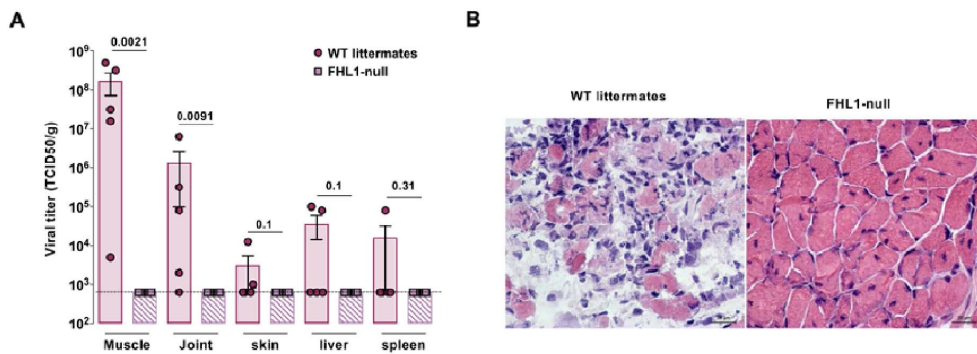 A
Viral titer (TCID50/g)
10⁹
10⁸
10⁷
10⁶
10⁵
10⁴
10³
10²
0.0021
0.0091
0.1
0.1
0.31
WT littermates
FHL1-null
Muscle
Joint
skin
liver
spleen
B
WT littermates
FHL1-null